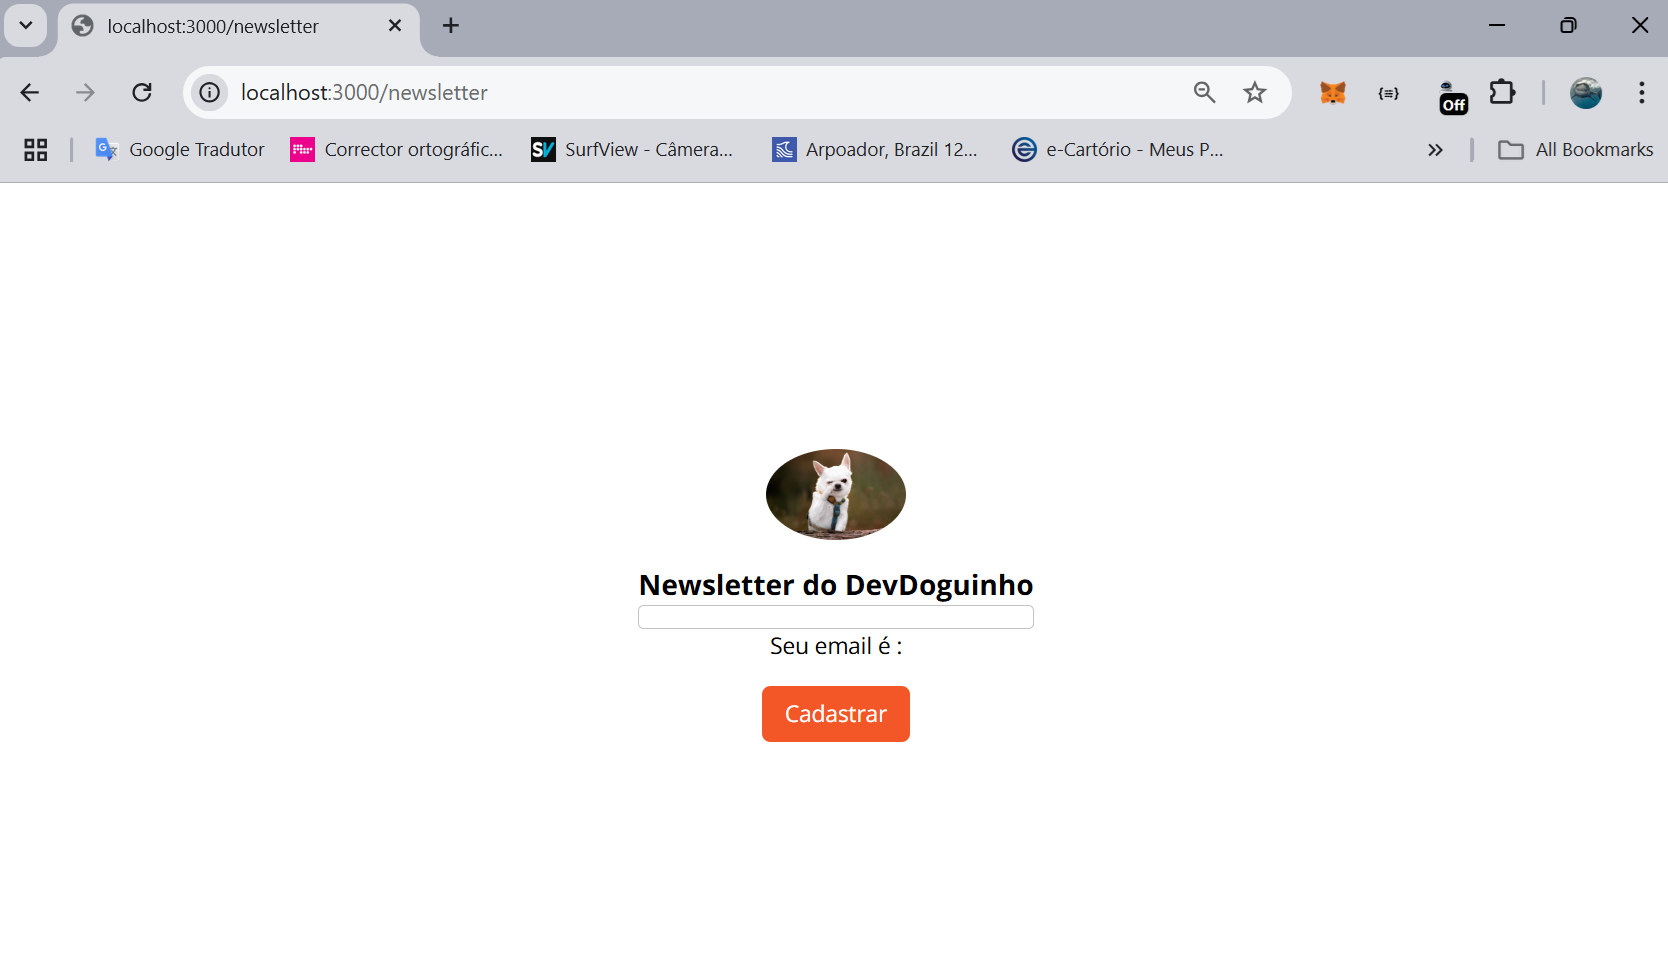 localhost:3000/newsletter
localhost:3000/newsletter
{≡}
Off
Google Tradutor
Corrector ortográfic...
SV
SurfView - Câmera...
Arpoador, Brazil 12...
e-Cartório - Meus P...
All Bookmarks
Newsletter do DevDoguinho
Seu email é :
Cadastrar